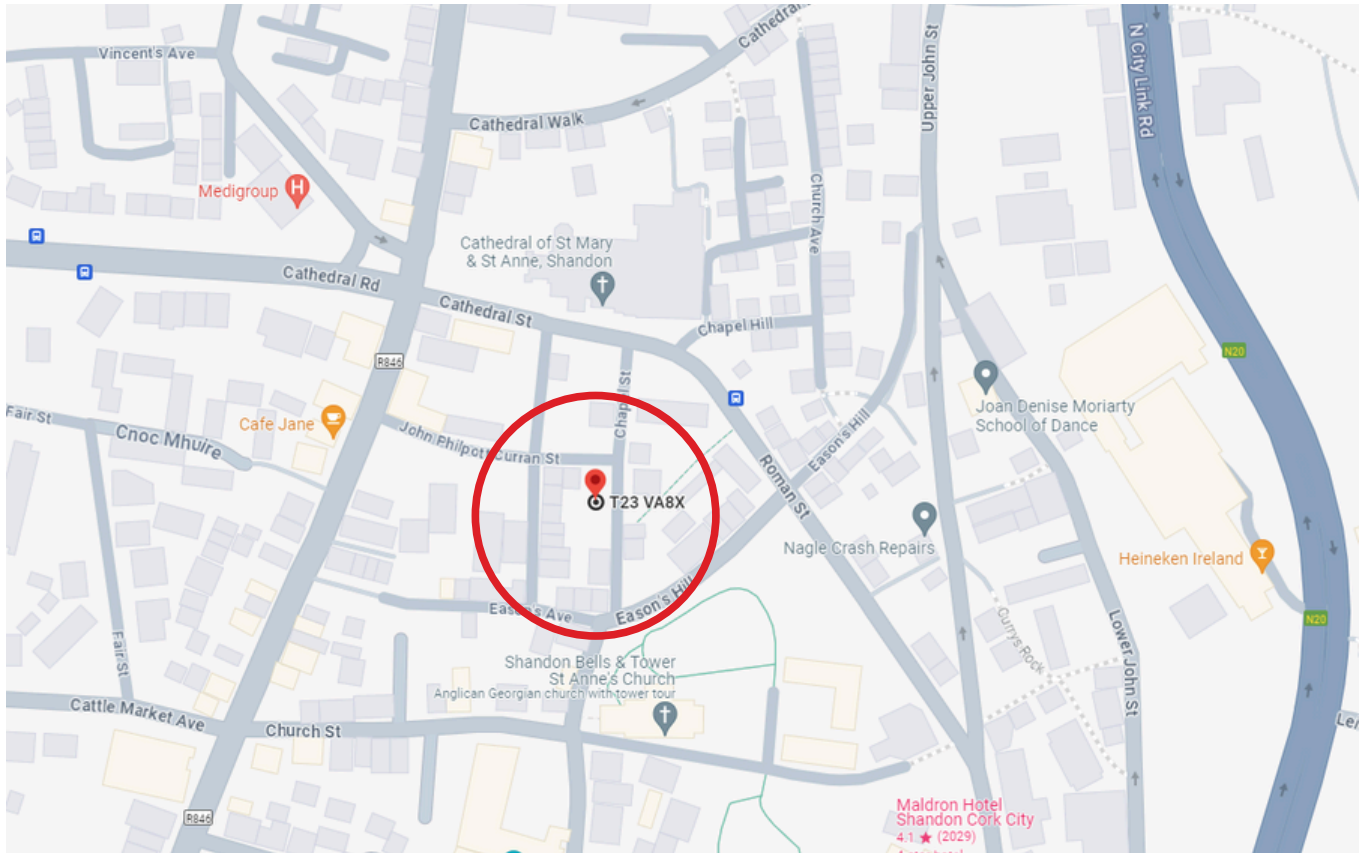 Vincent's Ave
Cathedral
Upper John St
N City Link Rd
Cathedral Walk
Medigroup
H
Church Ave
Cathedral of St Mary
& St Anne, Shandon
Cathedral Rd
Cathedral St
Chapel Hill
R846
N20
Chapel St
Joan Denise Moriarty
School of Dance
Fair St
Cnoc Mhuire
Cafe Jane
John Philpott Curran St
Eason's Hill
Roman St
T23 VA8X
Nagle Crash Repairs
Heineken Ireland
Eason's Ave
Eason's Hill
N20
Currys Rock
Lower John St
Fair St
Shandon Bells & Tower
St Anne's Church
Anglican Georgian church with tower tour
Cattle Market Ave
Church St
R846
Maldron Hotel
Shandon Cork City
4.1 ★ (2029)